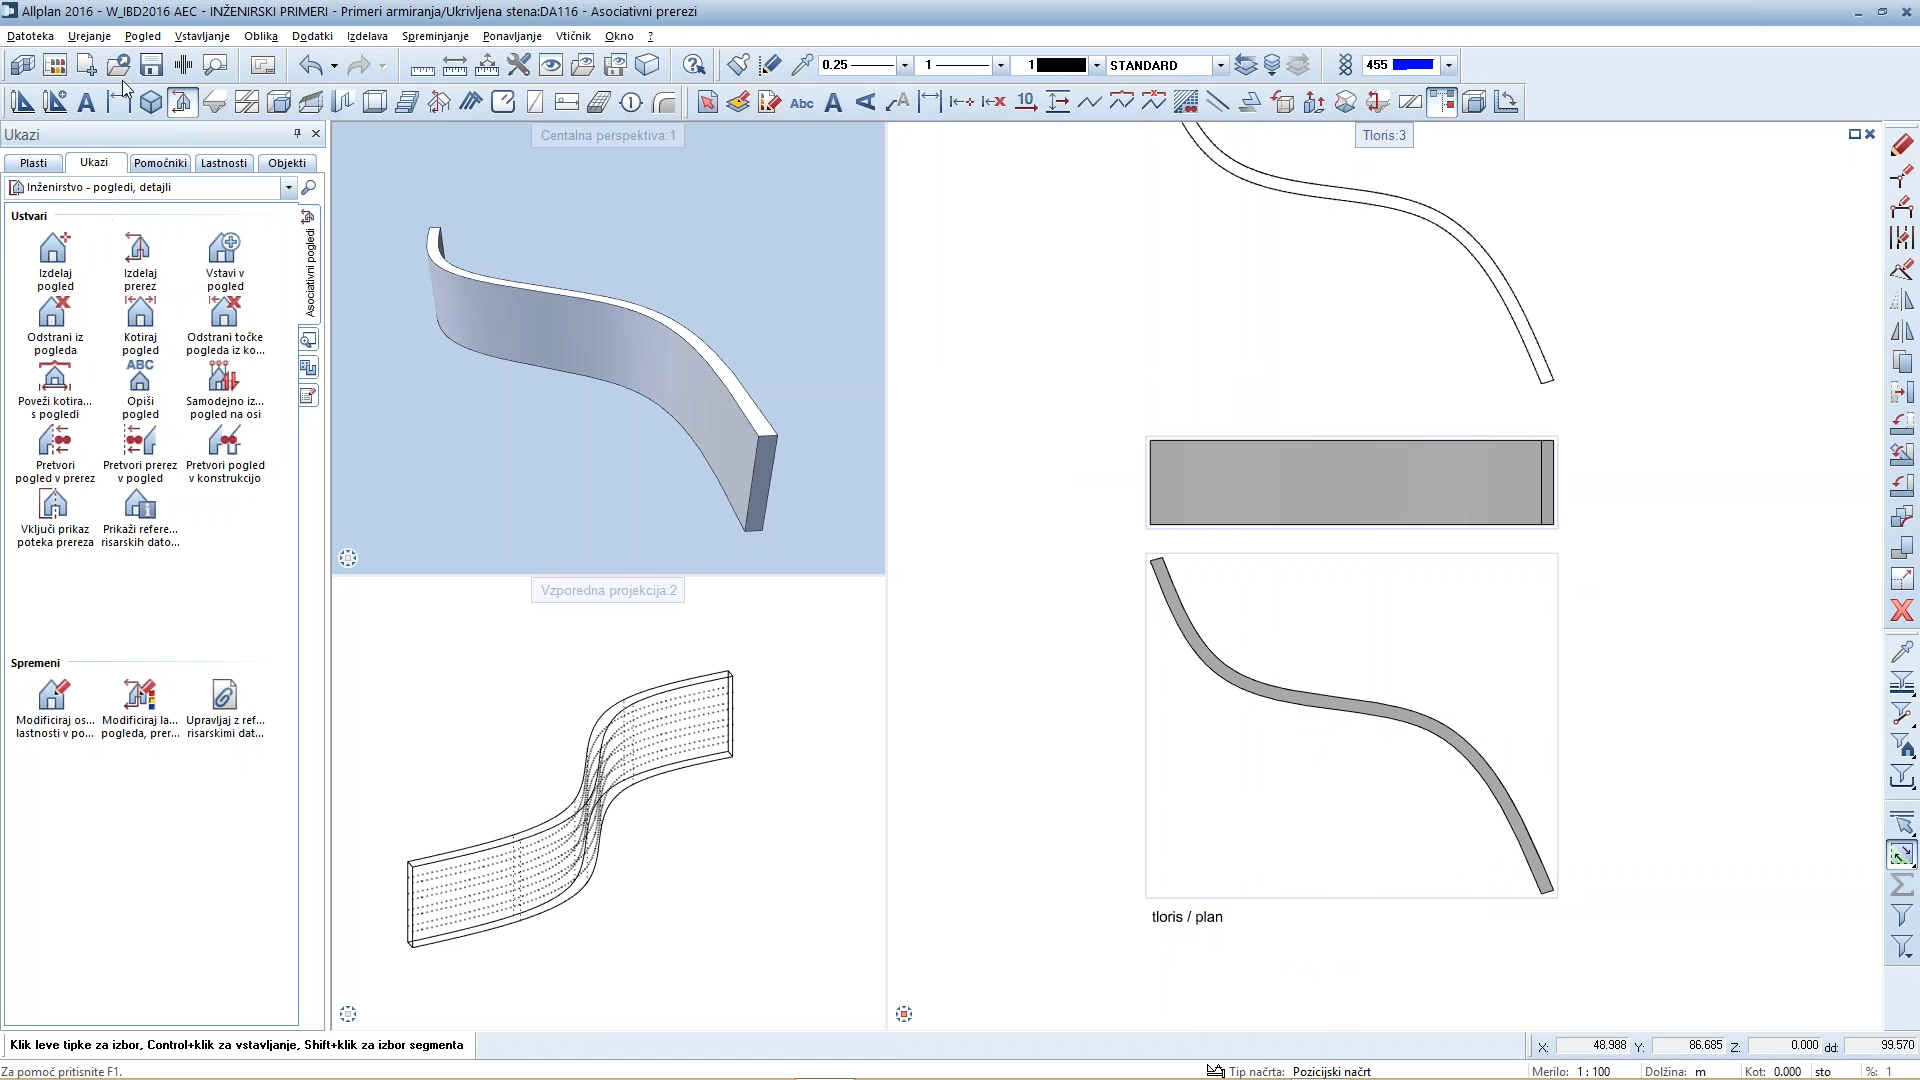 Allplan 2016 - W_IBD2016 AEC - INŽENIRSKI PRIMERI - Primeri armiranja/Ukrivljena stena:DA116 - Asociativni prerezi
Datoteka Urejanje Pogled Vstavljanje Oblika Dodatki Izdelava Spreminjanje Ponavljanje Vtičnik Okno ?
0.25 1 1 STANDARD 455
Abc 10
Ukazi
Plasti Ukazi Pomočniki Lastnosti Objekti
Inženirstvo - pogledi, detajli
Ustvari
Asociativni pogledi
Izdelaj pogled
Izdelaj prerez
Vstavi v pogled
Odstrani iz pogleda
Kotiraj pogled
Odstrani točke pogleda iz ko...
Poveži kotira... s pogledi
ABC
Opiši pogled
Samodejno iz... pogled na osi
Pretvori pogled v prerez
Pretvori prerez v pogled
Pretvori pogled v konstrukcijo
Vključi prikaz poteka prereza
Prikaži refere... risarskih dato...
Spremeni
Modificiraj os... lastnosti v po...
Modificiraj la... pogleda, prer...
Upravljaj z ref... risarskimi dat...
Centalna perspektiva:1
Vzporedna projekcija:2
Tloris:3
tloris / plan
Klik leve tipke za izbor, Control+klik za vstavljanje, Shift+klik za izbor segmenta
X: 48.988 Y: 86.685 Z: 0.000 dd: 99.570
Za pomoč pritisnite F1.
Tip načrta: Pozicijski načrt
Merilo: 1 : 100 Dolžina: m Kot: 0.000 sto %: 1